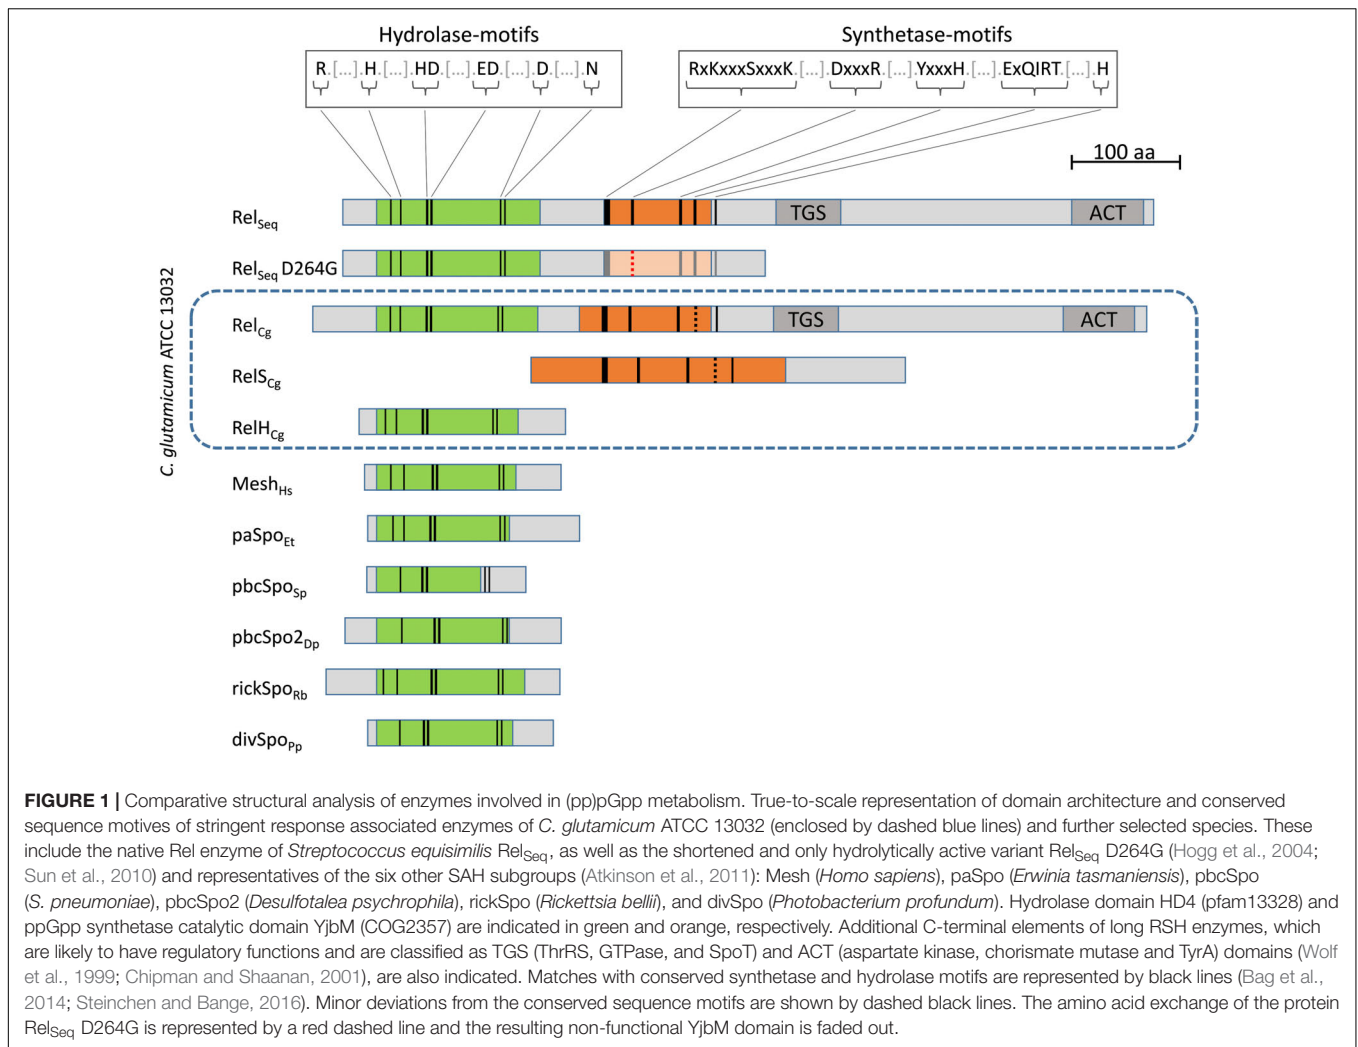 Hydrolase-motifs
Synthetase-motifs
R.[...].H.[...].HD.[...].ED.[...].D.[...].N
RxKxxxSxxxK.[...].DxxxR.[...].YxxxH.[...].ExQIRT.[...].H
100 aa
RelSeq TGS ACT
RelSeq D264G
C. glutamicum ATCC 13032
RelCg TGS ACT
RelSCg
RelHCg
MeshHs
paSpoEt
pbcSpoSp
pbcSpo2Dp
rickSpoRb
divSpoPp
FIGURE 1 | Comparative structural analysis of enzymes involved in (pp)pGpp metabolism. True-to-scale representation of domain architecture and conserved
sequence motives of stringent response associated enzymes of C. glutamicum ATCC 13032 (enclosed by dashed blue lines) and further selected species. These
include the native Rel enzyme of Streptococcus equisimilis RelSeq, as well as the shortened and only hydrolytically active variant RelSeq D264G (Hogg et al., 2004;
Sun et al., 2010) and representatives of the six other SAH subgroups (Atkinson et al., 2011): Mesh (Homo sapiens), paSpo (Erwinia tasmaniensis), pbcSpo
(S. pneumoniae), pbcSpo2 (Desulfotalea psychrophila), rickSpo (Rickettsia bellii), and divSpo (Photobacterium profundum). Hydrolase domain HD4 (pfam13328) and
ppGpp synthetase catalytic domain YjbM (COG2357) are indicated in green and orange, respectively. Additional C-terminal elements of long RSH enzymes, which
are likely to have regulatory functions and are classified as TGS (ThrRS, GTPase, and SpoT) and ACT (aspartate kinase, chorismate mutase and TyrA) domains (Wolf
et al., 1999; Chipman and Shaanan, 2001), are also indicated. Matches with conserved synthetase and hydrolase motifs are represented by black lines (Bag et al.,
2014; Steinchen and Bange, 2016). Minor deviations from the conserved sequence motifs are shown by dashed black lines. The amino acid exchange of the protein
RelSeq D264G is represented by a red dashed line and the resulting non-functional YjbM domain is faded out.